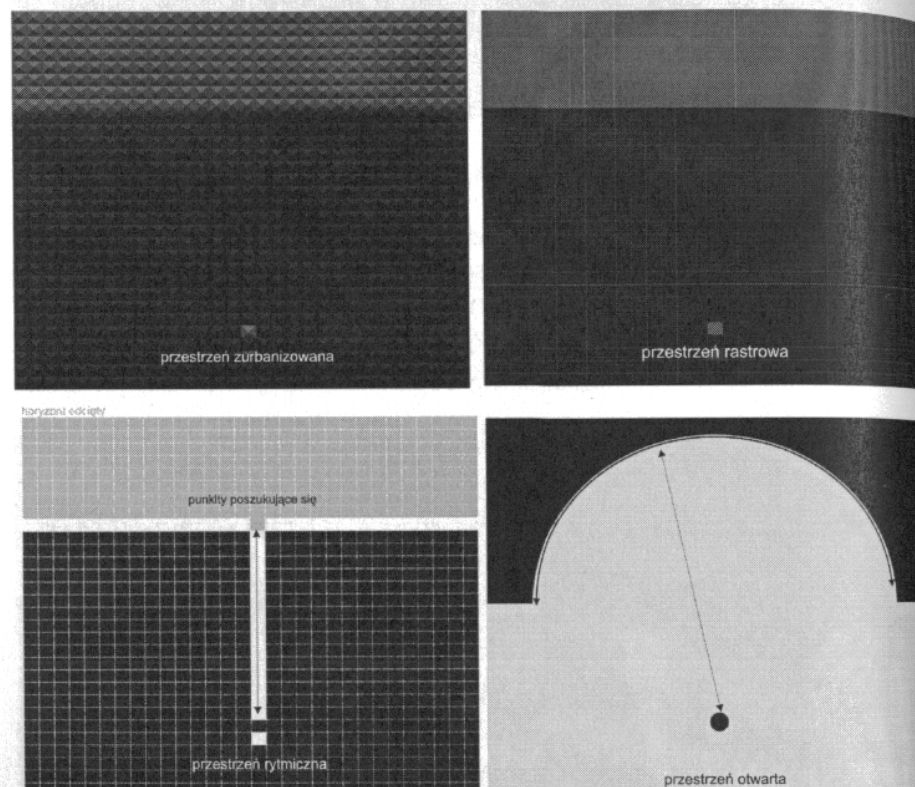 przestrzeń zurbanizowana
przestrzeń rastrowa
horyzont odcięty
punkty poszukujące się
przestrzeń rytmiczna
przestrzeń otwarta